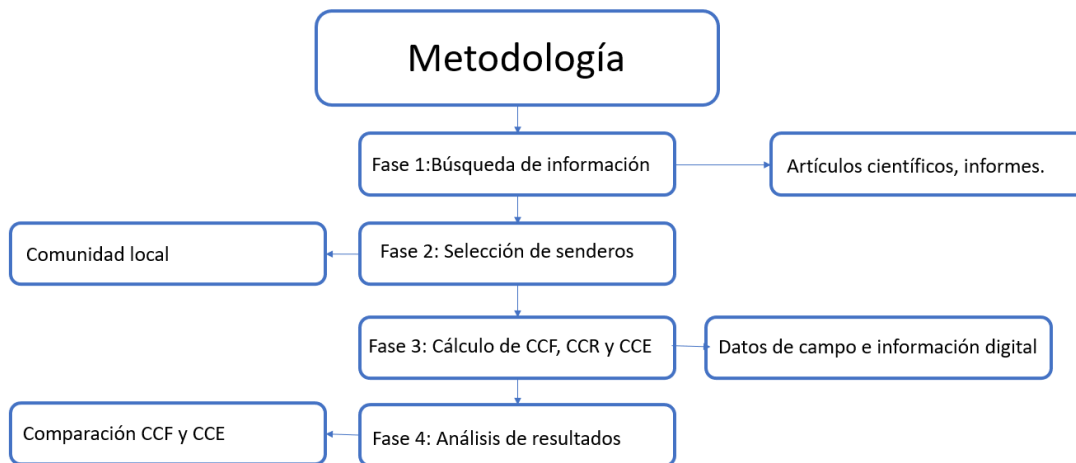 Metodología
Fase 1:Búsqueda de información
Artículos científicos, informes.
Comunidad local
Fase 2: Selección de senderos
Fase 3: Cálculo de CCF, CCR y CCE
Datos de campo e información digital
Comparación CCF y CCE
Fase 4: Análisis de resultados